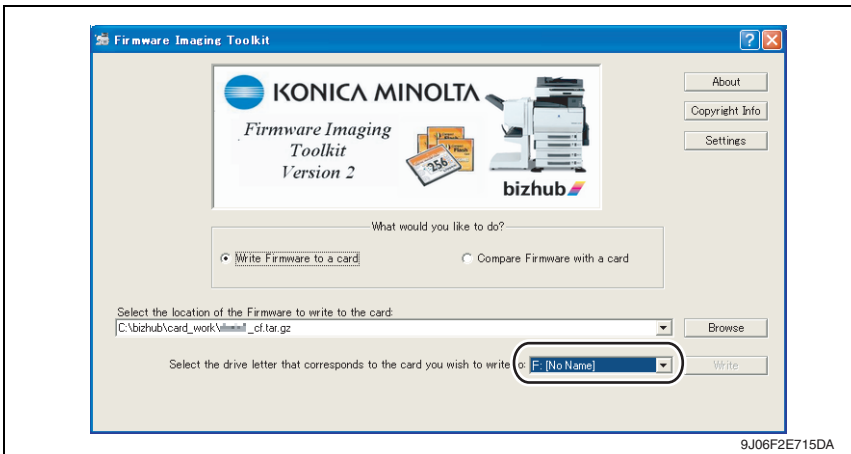 Firmware Imaging Toolkit
About
KONICA MINOLTA
Copyright Info
Firmware Imaging
Toolkit
Version 2
256
Settings
bizhub
What would you like to do?
Write Firmware to a card
Compare Firmware with a card
Select the location of the Firmware to write to the card:
C:\bizhub\card_work\ _cf.tar.gz
Browse
Select the drive letter that corresponds to the card you wish to write to: F: [No Name]
Write
9J06F2E715DA